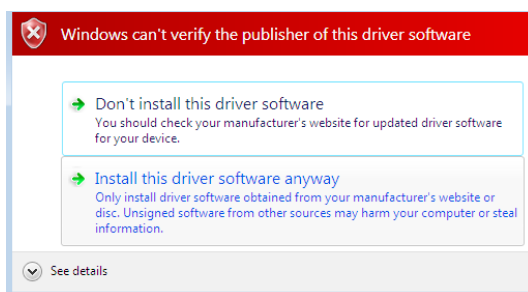 Windows can't verify the publisher of this driver software
Don't install this driver software
You should check your manufacturer's website for updated driver software
for your device.
Install this driver software anyway
Only install driver software obtained from your manufacturer's website or
disc. Unsigned software from other sources may harm your computer or steal
information.
See details